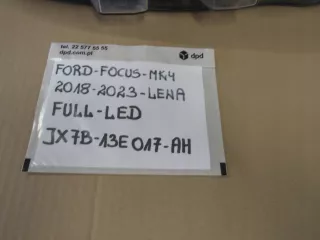 tel. 22 577 55 55
dpd.com.pl
dpd
FORD-FOCUS-MK4
2018-2023-LEWA
FULL-LED
JX7B-13E017-AH